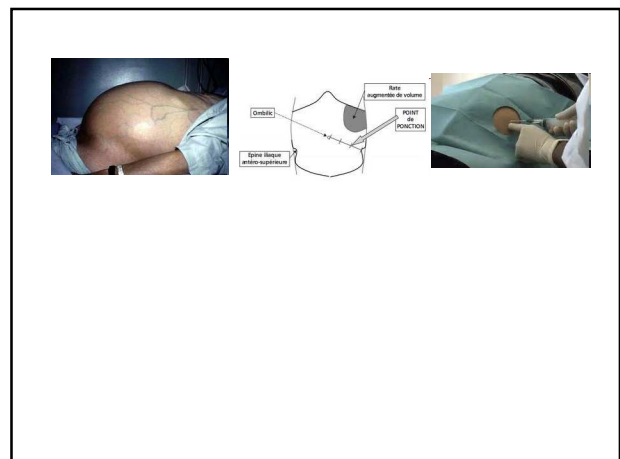 Rate
augmentée de volume
Ombilic
POINT
de
PONCTION
Epine iliaque
antéro-supérieure